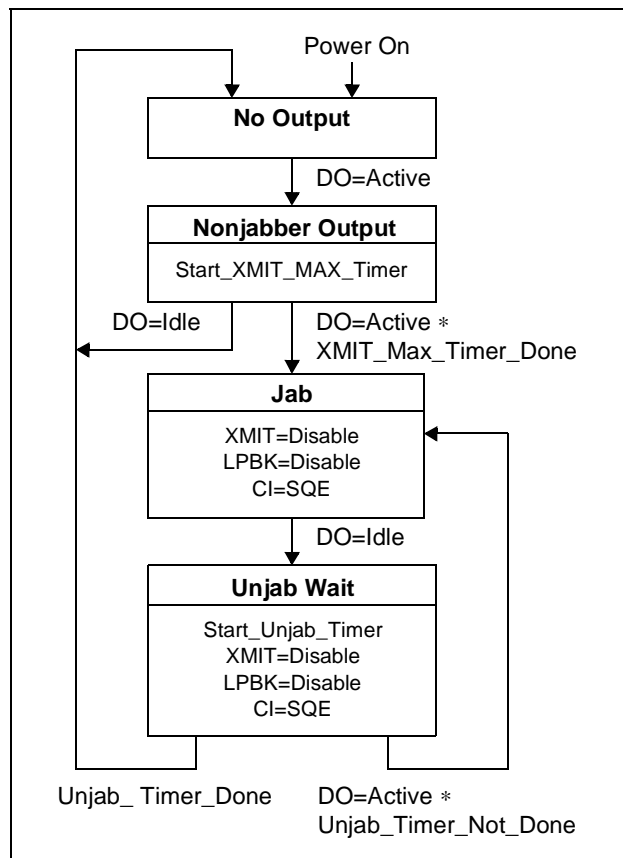 Power On
No Output
DO=Active
Nonjabber Output
Start_XMIT_MAX_Timer
DO=Idle
DO=Active *
XMIT_Max_Timer_Done
Jab
XMIT=Disable
LPBK=Disable
CI=SQE
DO=Idle
Unjab Wait
Start_Unjab_Timer
XMIT=Disable
LPBK=Disable
CI=SQE
Unjab_ Timer_Done
DO=Active *
Unjab_Timer_Not_Done